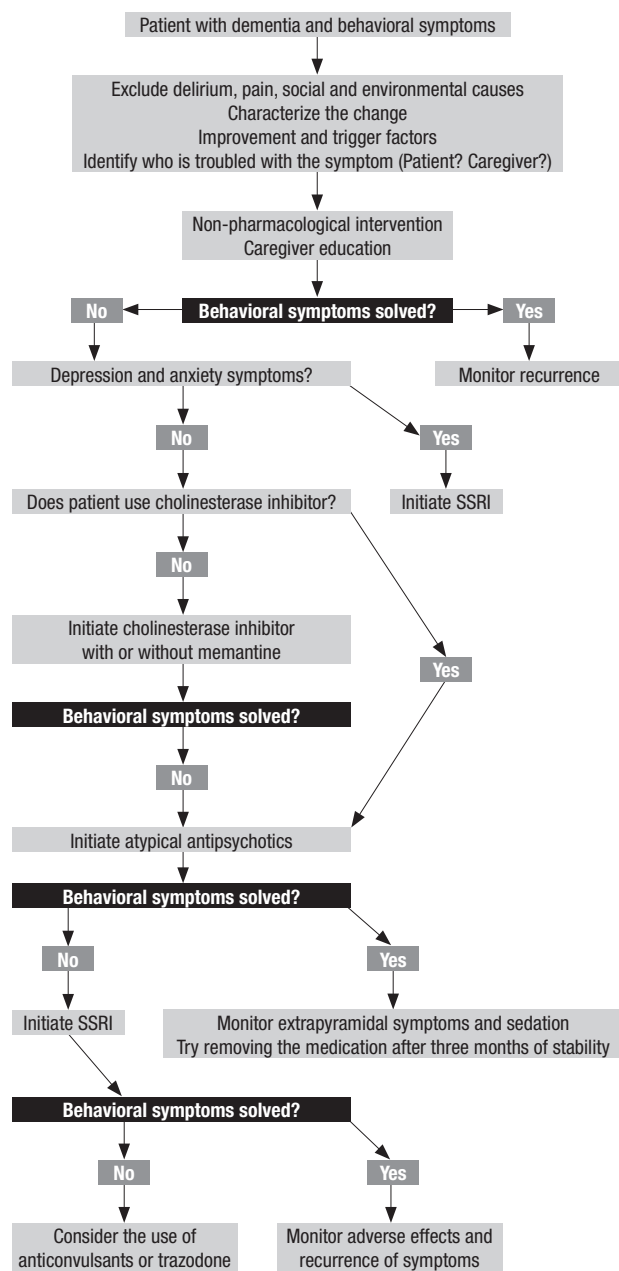 Patient with dementia and behavioral symptoms
Exclude delirium, pain, social and environmental causes
Characterize the change
Improvement and trigger factors
Identify who is troubled with the symptom (Patient? Caregiver?)
Non-pharmacological intervention
Caregiver education
No
Behavioral symptoms solved?
Yes
Depression and anxiety symptoms?
Monitor recurrence
No
Yes
Does patient use cholinesterase inhibitor?
Initiate SSRI
No
Initiate cholinesterase inhibitor
with or without memantine
Yes
Behavioral symptoms solved?
No
Initiate atypical antipsychotics
Behavioral symptoms solved?
No
Yes
Initiate SSRI
Monitor extrapyramidal symptoms and sedation
Try removing the medication after three months of stability
Behavioral symptoms solved?
No
Yes
Consider the use of
anticonvulsants or trazodone
Monitor adverse effects and
recurrence of symptoms